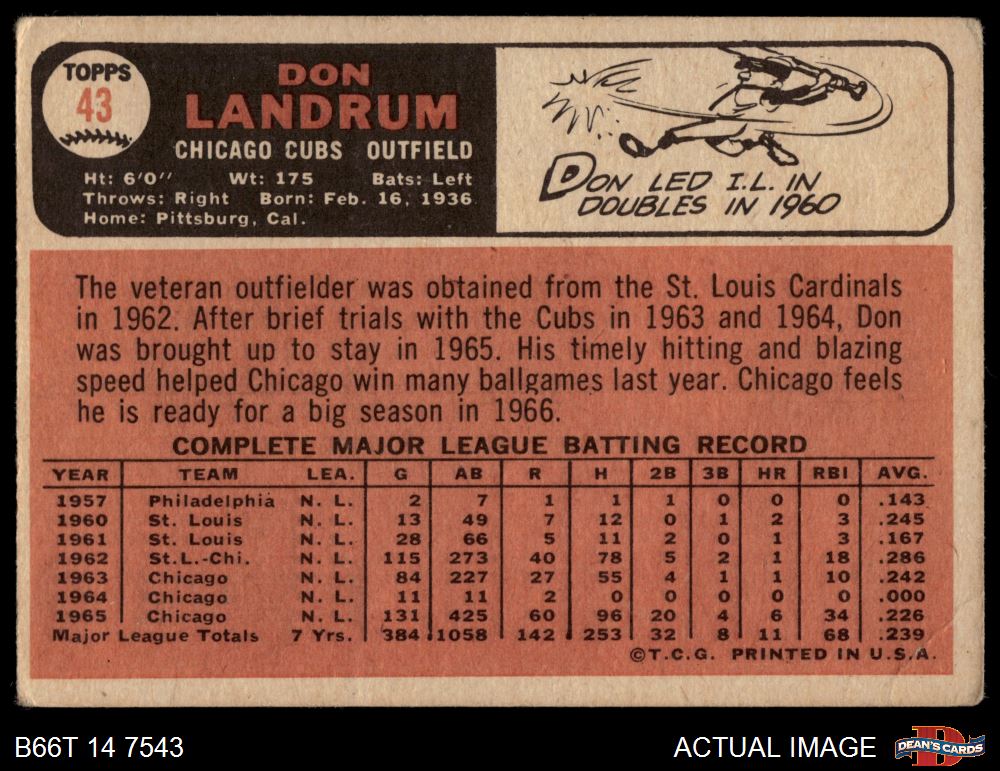 TOPPS
43
DON
LANDRUM
CHICAGO CUBS OUTFIELD
Ht: 6'0" Wt: 175 Bats: Left
Throws: Right Born: Feb. 16, 1936
Home: Pittsburg, Cal.
DON LED I.L. IN
DOUBLES IN 1960
The veteran outfielder was obtained from the St. Louis Cardinals
in 1962. After brief trials with the Cubs in 1963 and 1964, Don
was brought up to stay in 1965. His timely hitting and blazing
speed helped Chicago win many ballgames last year. Chicago feels
he is ready for a big season in 1966.
COMPLETE MAJOR LEAGUE BATTING RECORD
YEAR TEAM LEA. G AB R H 2B 3B HR RBI AVG.
1957 Philadelphia N. L. 2 7 1 1 1 0 0 0 .143
1960 St. Louis N. L. 13 49 7 12 0 1 2 3 .245
1961 St. Louis N. L. 28 66 5 11 2 0 1 3 .167
1962 St.L.-Chi. N. L. 115 273 40 78 5 2 1 18 .286
1963 Chicago N. L. 84 227 27 55 4 1 1 10 .242
1964 Chicago N. L. 11 11 2 0 0 0 0 0 .000
1965 Chicago N. L. 131 425 60 96 20 4 6 34 .226
Major League Totals 7 Yrs. 384 1058 142 253 32 8 11 68 .239
©T.C.G. PRINTED IN U.S.A.
B66T 14 7543
ACTUAL IMAGE
D
DEAN'S CARDS